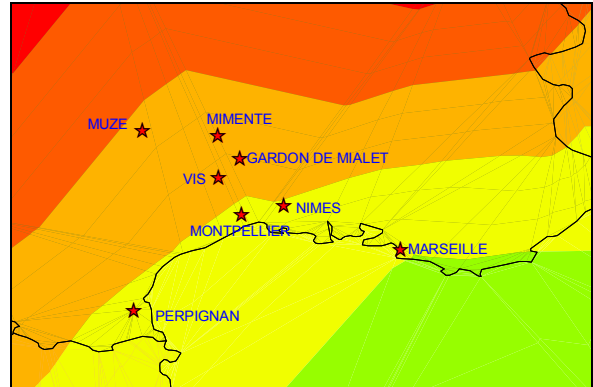 MIMENTE
MUZE
GARDON DE MIALET
VIS
NIMES
MONTPELLIER
MARSEILLE
PERPIGNAN